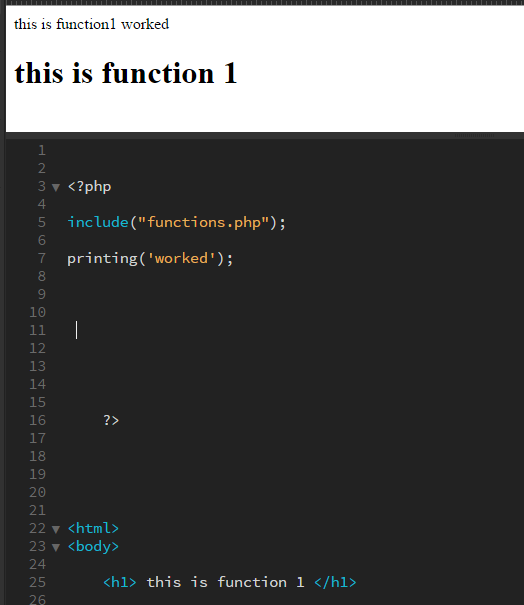 this is function1 worked
this is function 1
1
2
3 <?php
4
5 include("functions.php");
6
7 printing('worked');
8
9
10
11
12
13
14
15
16 ?>
17
18
19
20
21
22 <html>
23 <body>
24
25 <h1> this is function 1 </h1>
26